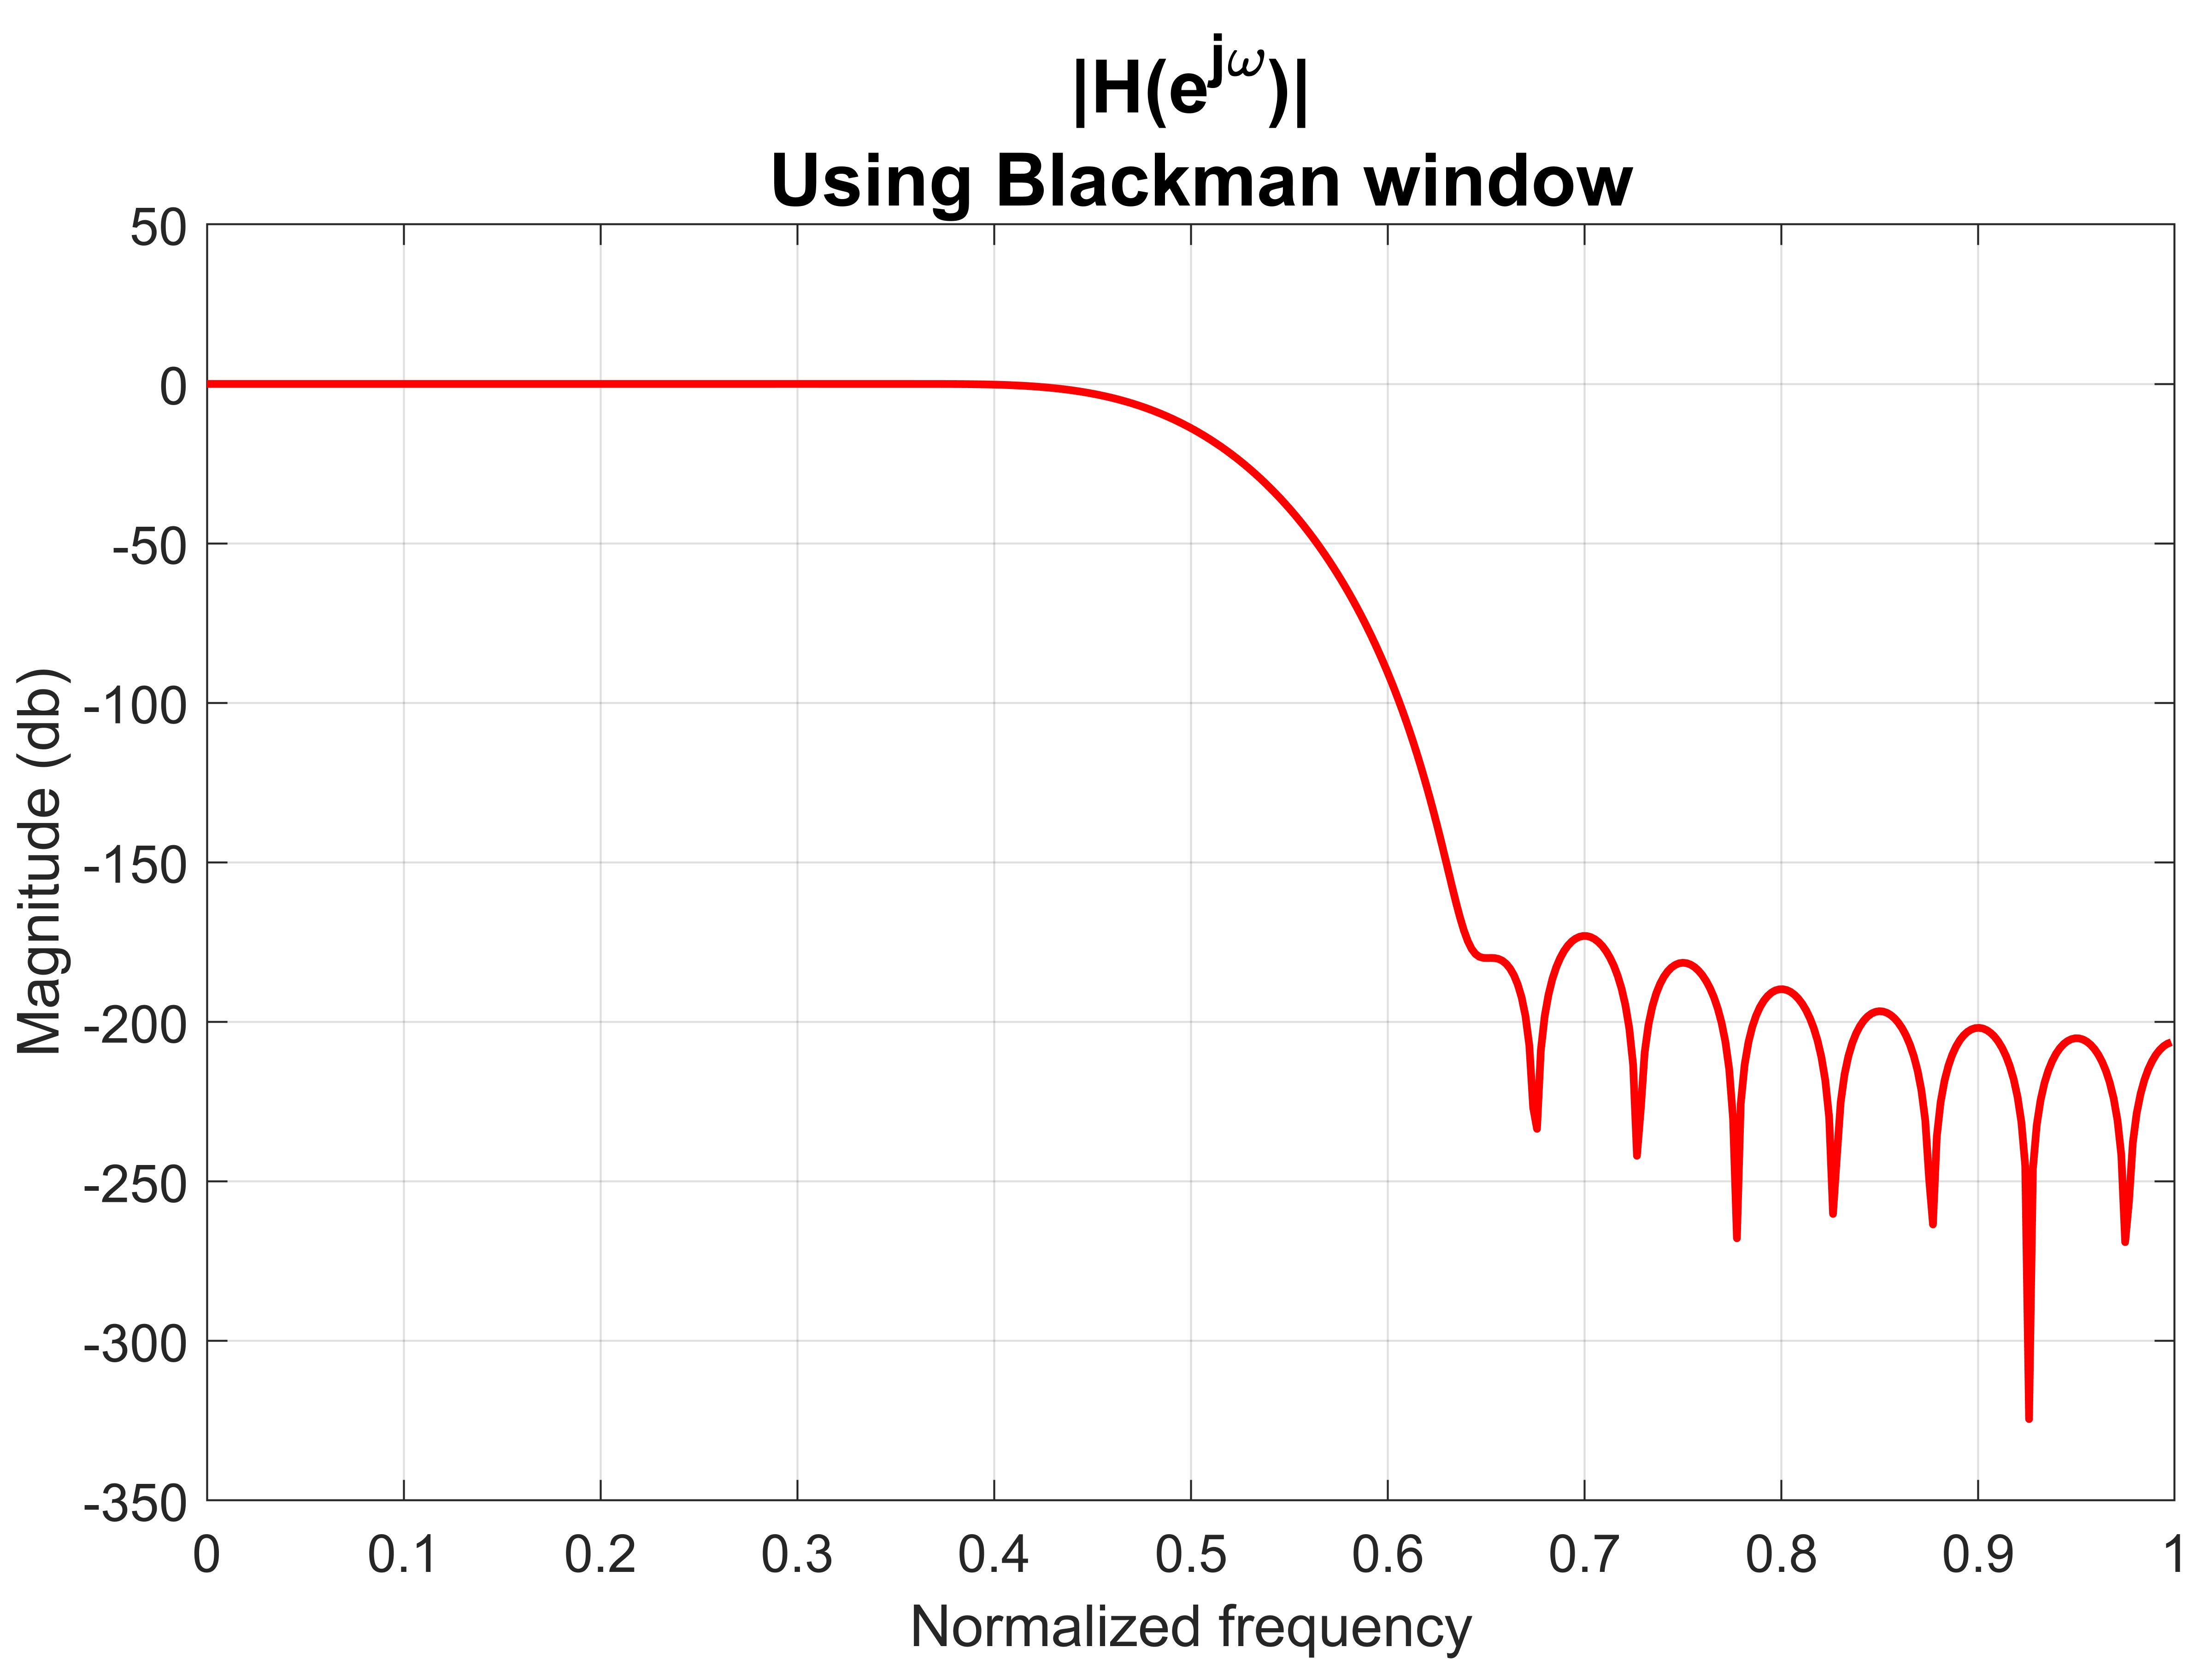 |H(e^jω)|
Using Blackman window
50
0
-50
-100
-150
-200
-250
-300
-350
Magnitude (db)
0 0.1 0.2 0.3 0.4 0.5 0.6 0.7 0.8 0.9 1
Normalized frequency